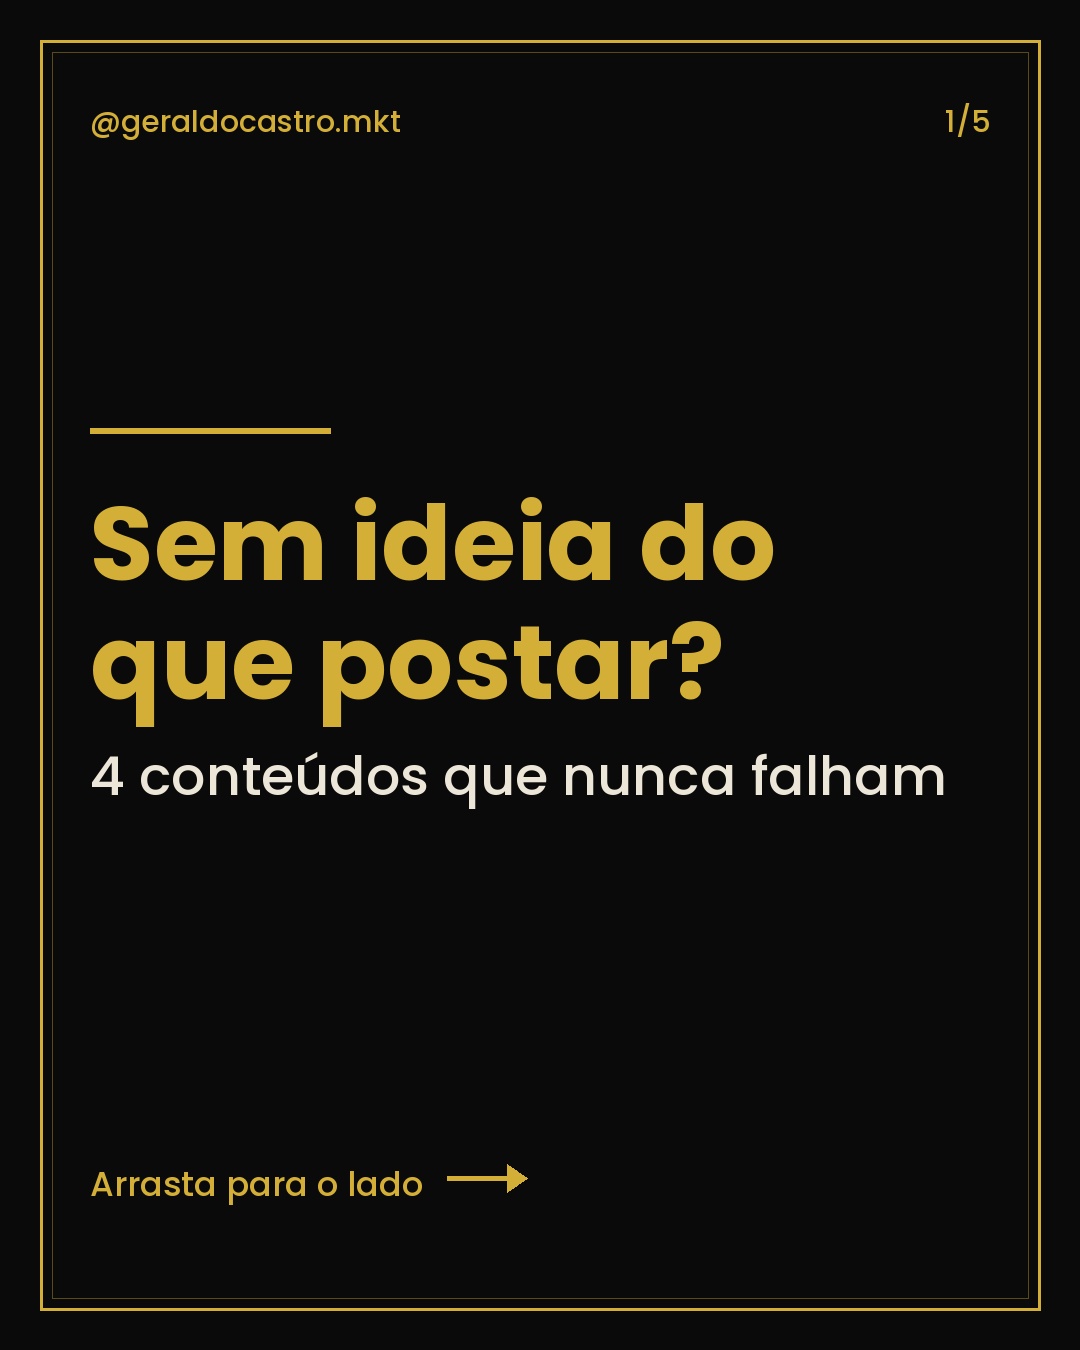 @geraldocastro.mkt
1/5
Sem ideia do
que postar?
4 conteúdos que nunca falham
Arrasta para o lado